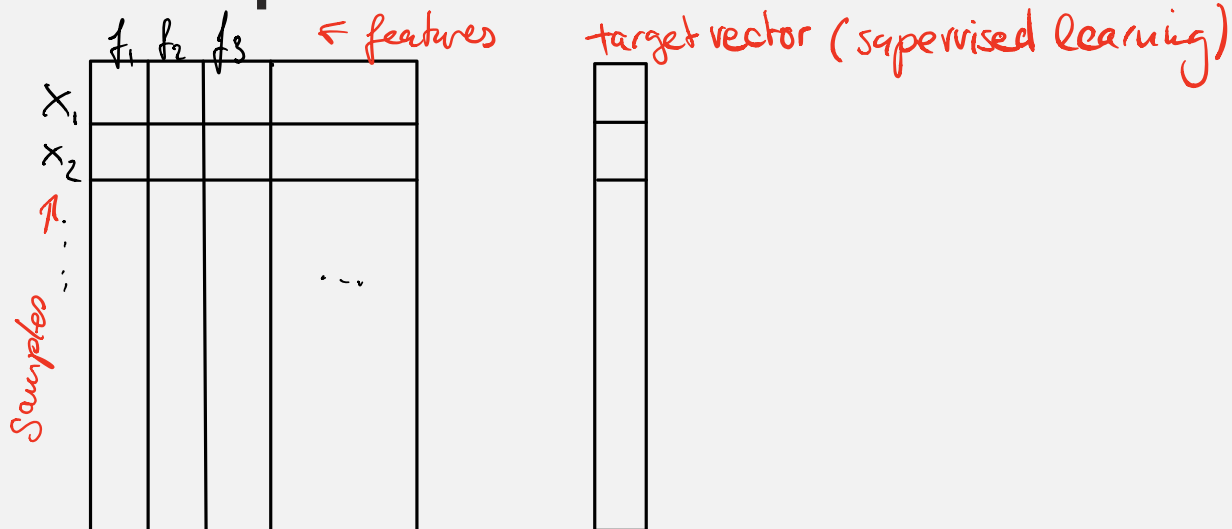 f₁ f₂ f₃ ← features
target vector (supervised learning)
x₁
x₂
Samples →
...